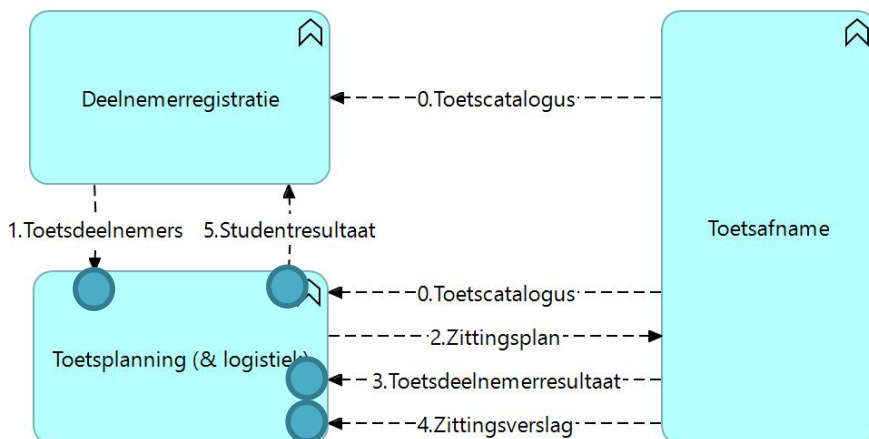 Deelnemerregistratie
0.Toetscatalogus
Toetsafname
1.Toetsdeelnemers
5.Studentresultaat
0.Toetscatalogus
2.Zittingsplan
Toetsplanning (& logistiek)
3.Toetsdeelnemerresultaat
4.Zittingsverslag